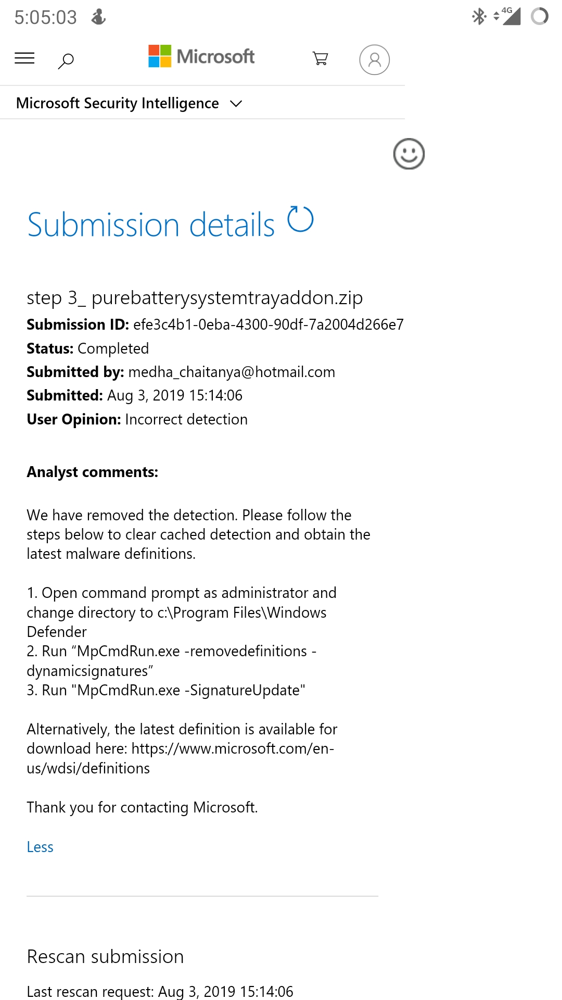 5:05:03
4G
Microsoft
Microsoft Security Intelligence
Submission details
step 3_ purebatterysystemtrayaddon.zip
Submission ID: efe3c4b1-0eba-4300-90df-7a2004d266e7
Status: Completed
Submitted by: medha_chaitanya@hotmail.com
Submitted: Aug 3, 2019 15:14:06
User Opinion: Incorrect detection
Analyst comments:
We have removed the detection. Please follow the
steps below to clear cached detection and obtain the
latest malware definitions.
1. Open command prompt as administrator and
change directory to c:\Program Files\Windows
Defender
2. Run “MpCmdRun.exe -removedefinitions -
dynamicsignatures”
3. Run "MpCmdRun.exe -SignatureUpdate"
Alternatively, the latest definition is available for
download here: https://www.microsoft.com/en-
us/wdsi/definitions
Thank you for contacting Microsoft.
Less
Rescan submission
Last rescan request: Aug 3, 2019 15:14:06